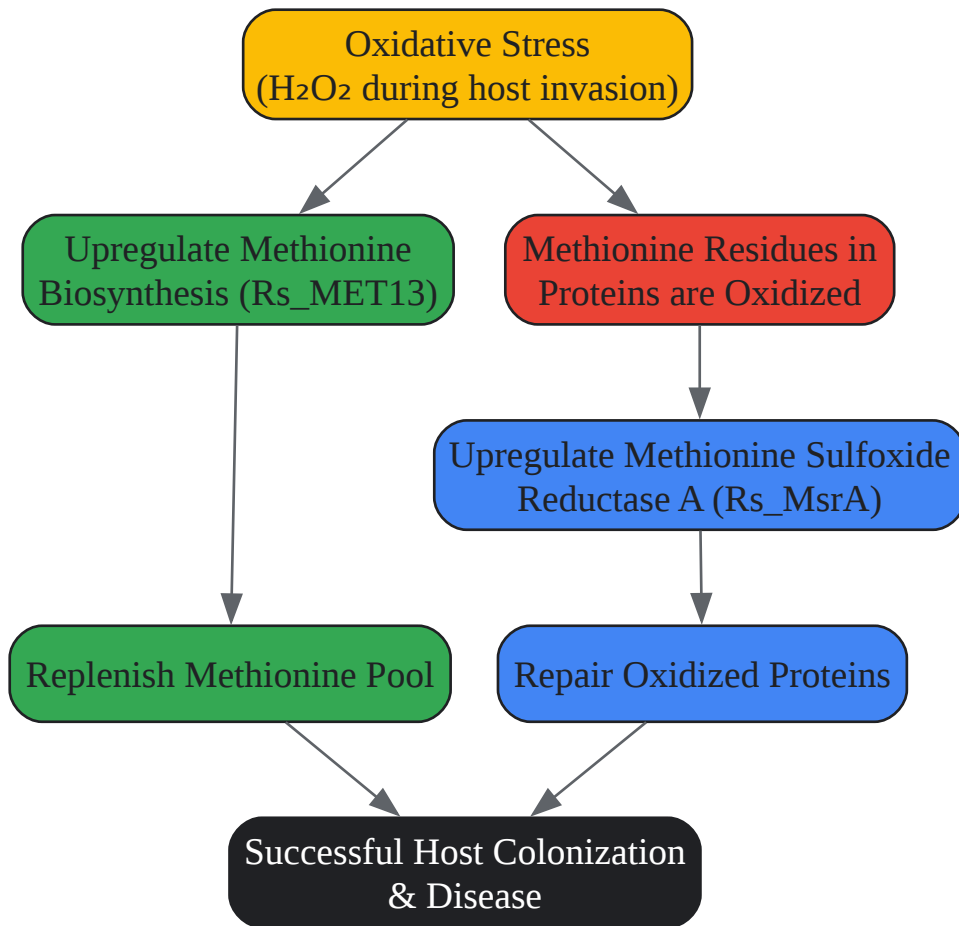 Oxidative Stress
(H₂O₂ during host invasion)
Upregulate Methionine
Biosynthesis (Rs_MET13)
Methionine Residues in
Proteins are Oxidized
Upregulate Methionine Sulfoxide
Reductase A (Rs_MsrA)
Replenish Methionine Pool
Repair Oxidized Proteins
Successful Host Colonization
& Disease